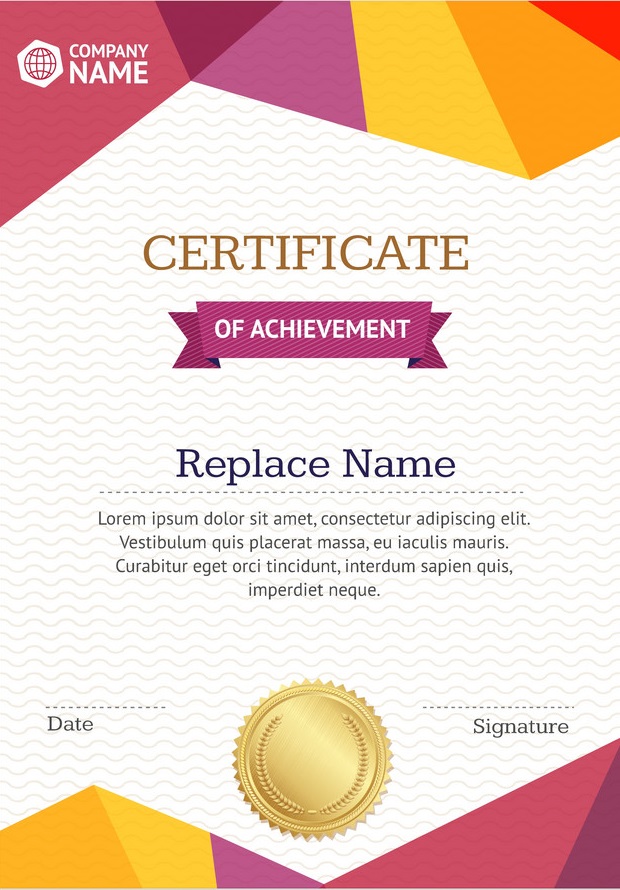 COMPANY
NAME
CERTIFICATE
OF ACHIEVEMENT
Replace Name
Lorem ipsum dolor sit amet, consectetur adipiscing elit.
Vestibulum quis placerat massa, eu iaculis mauris.
Curabitur eget orci tincidunt, interdum sapien quis,
imperdiet neque.
Date
Signature